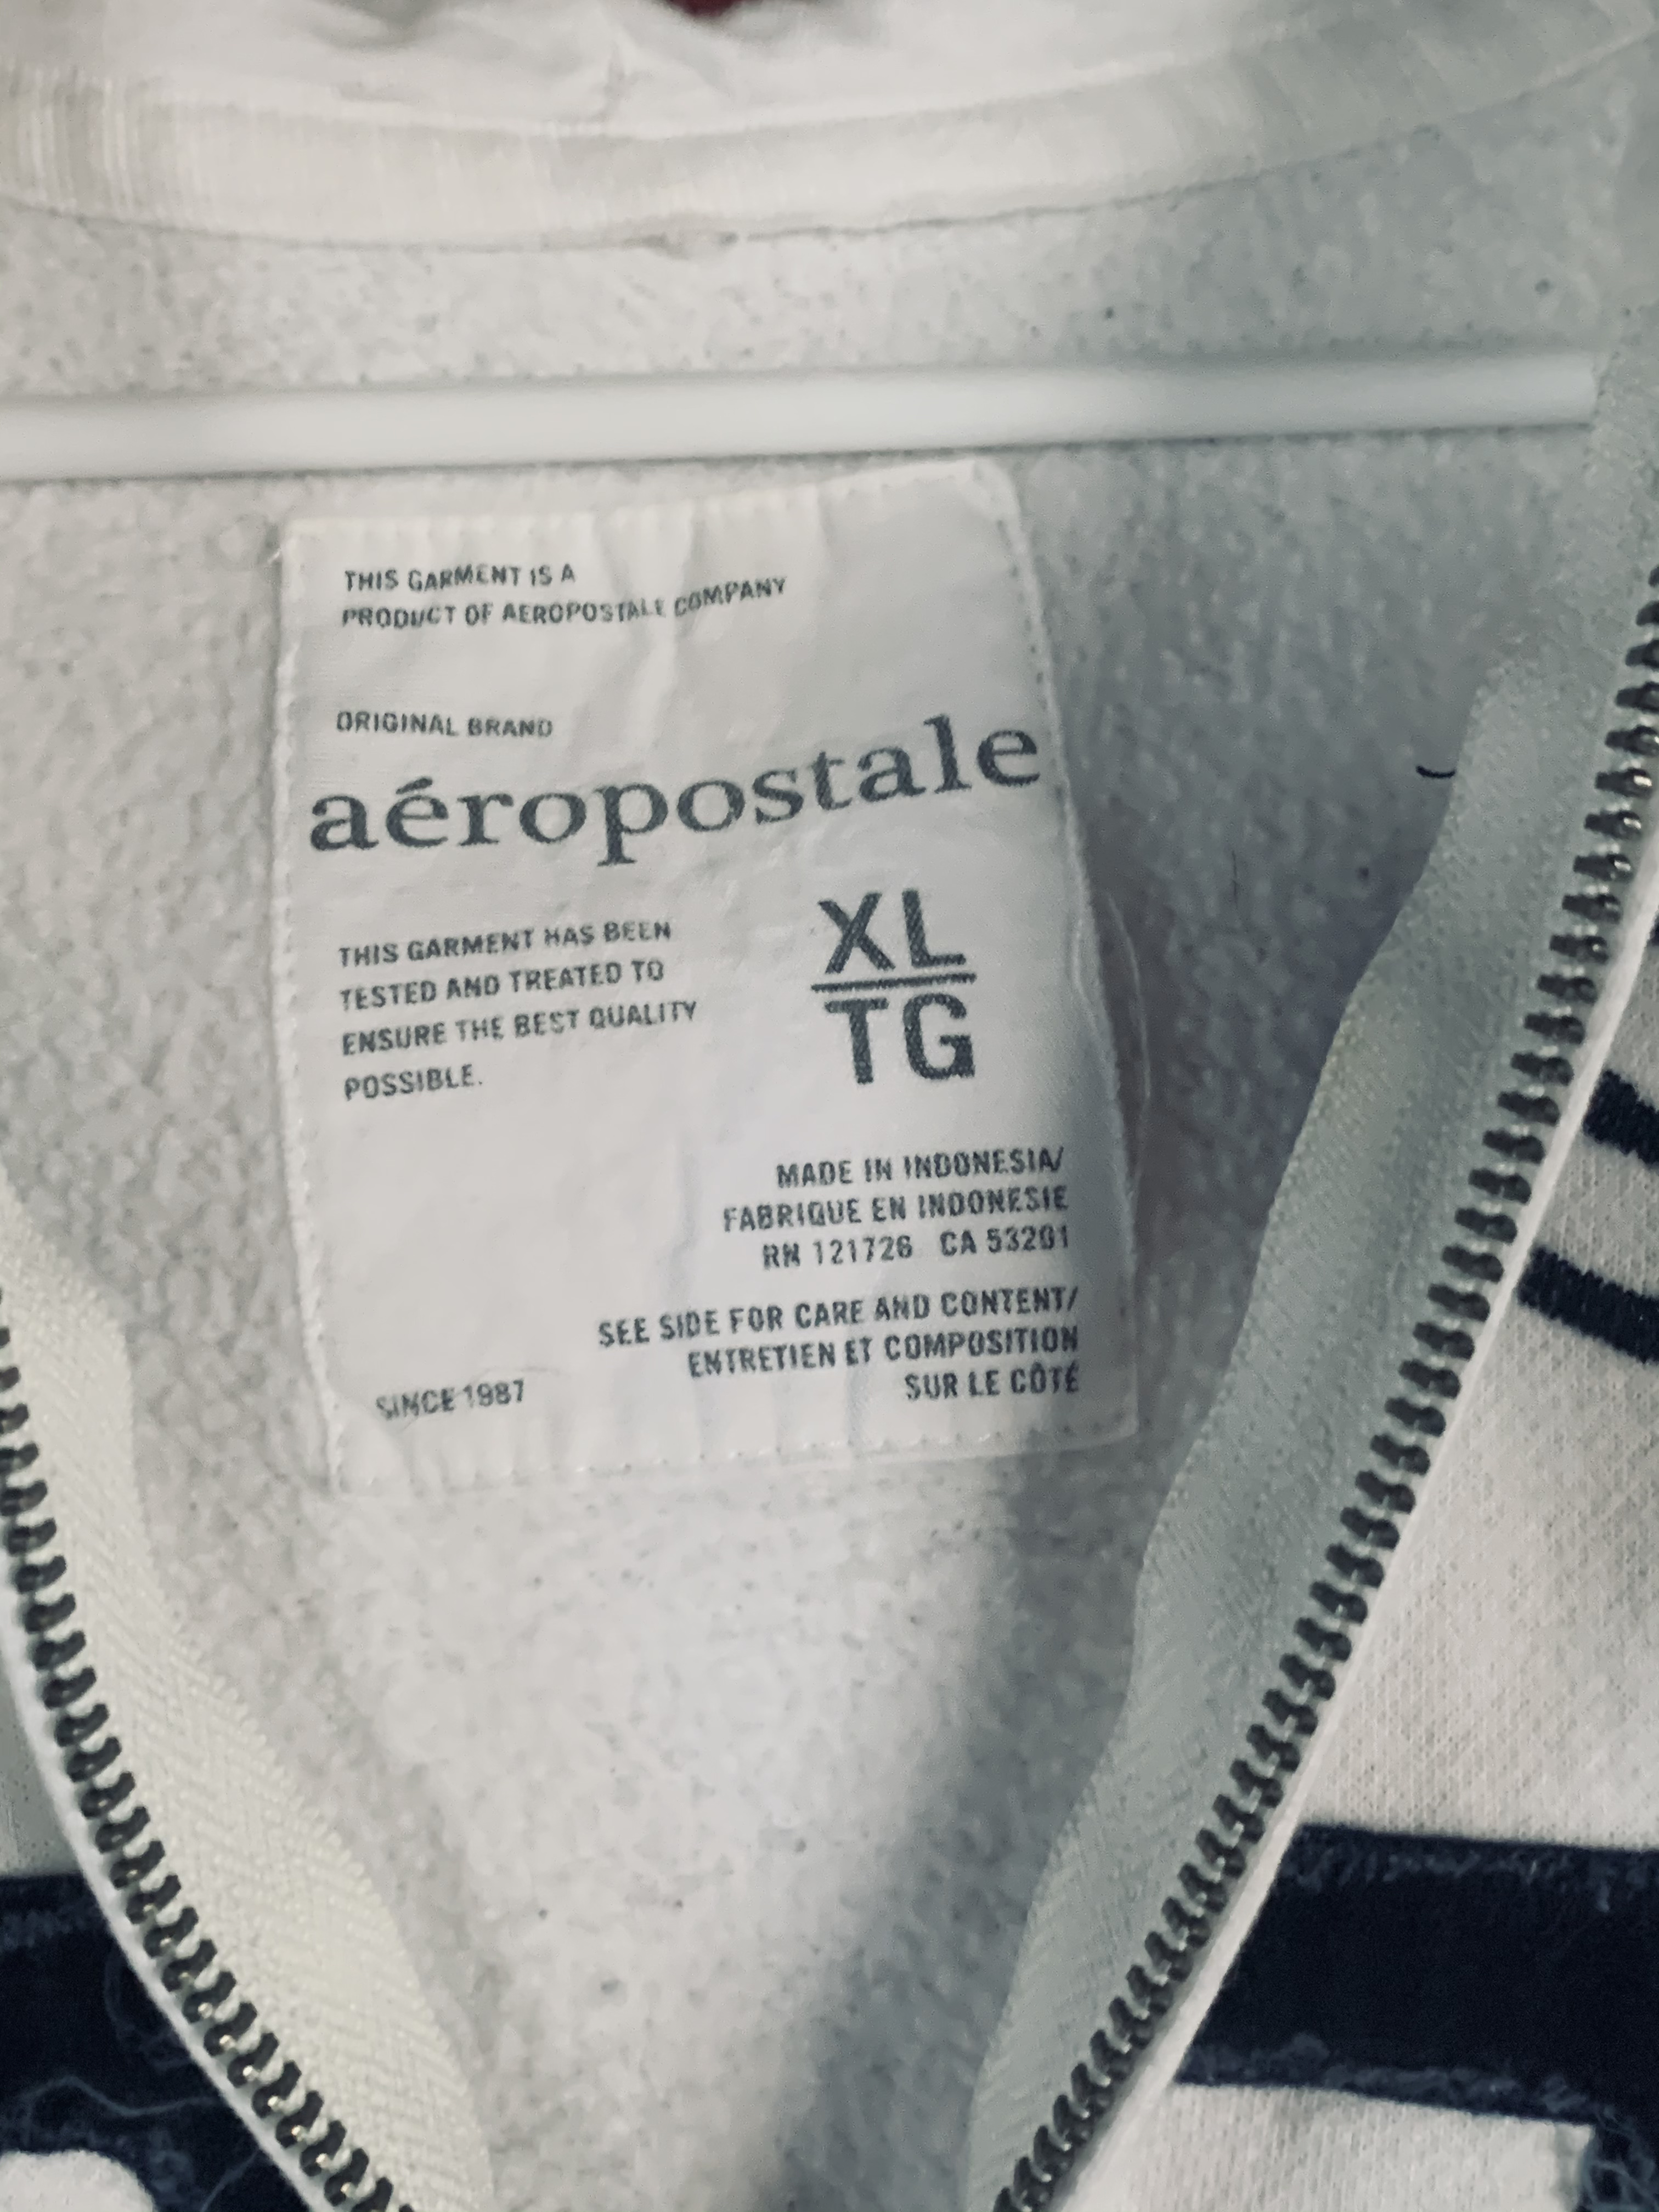 THIS GARMENT IS A
PRODUCT OF AEROPOSTALE COMPANY
ORIGINAL BRAND
aéropostale
THIS GARMENT HAS BEEN
TESTED AND TREATED TO
ENSURE THE BEST QUALITY
POSSIBLE.
XL
TG
MADE IN INDONESIA/
FABRIQUE EN INDONESIE
RN 121726 CA 53201
SEE SIDE FOR CARE AND CONTENT/
ENTRETIEN ET COMPOSITION
SUR LE CÔTÉ
SINCE 1987